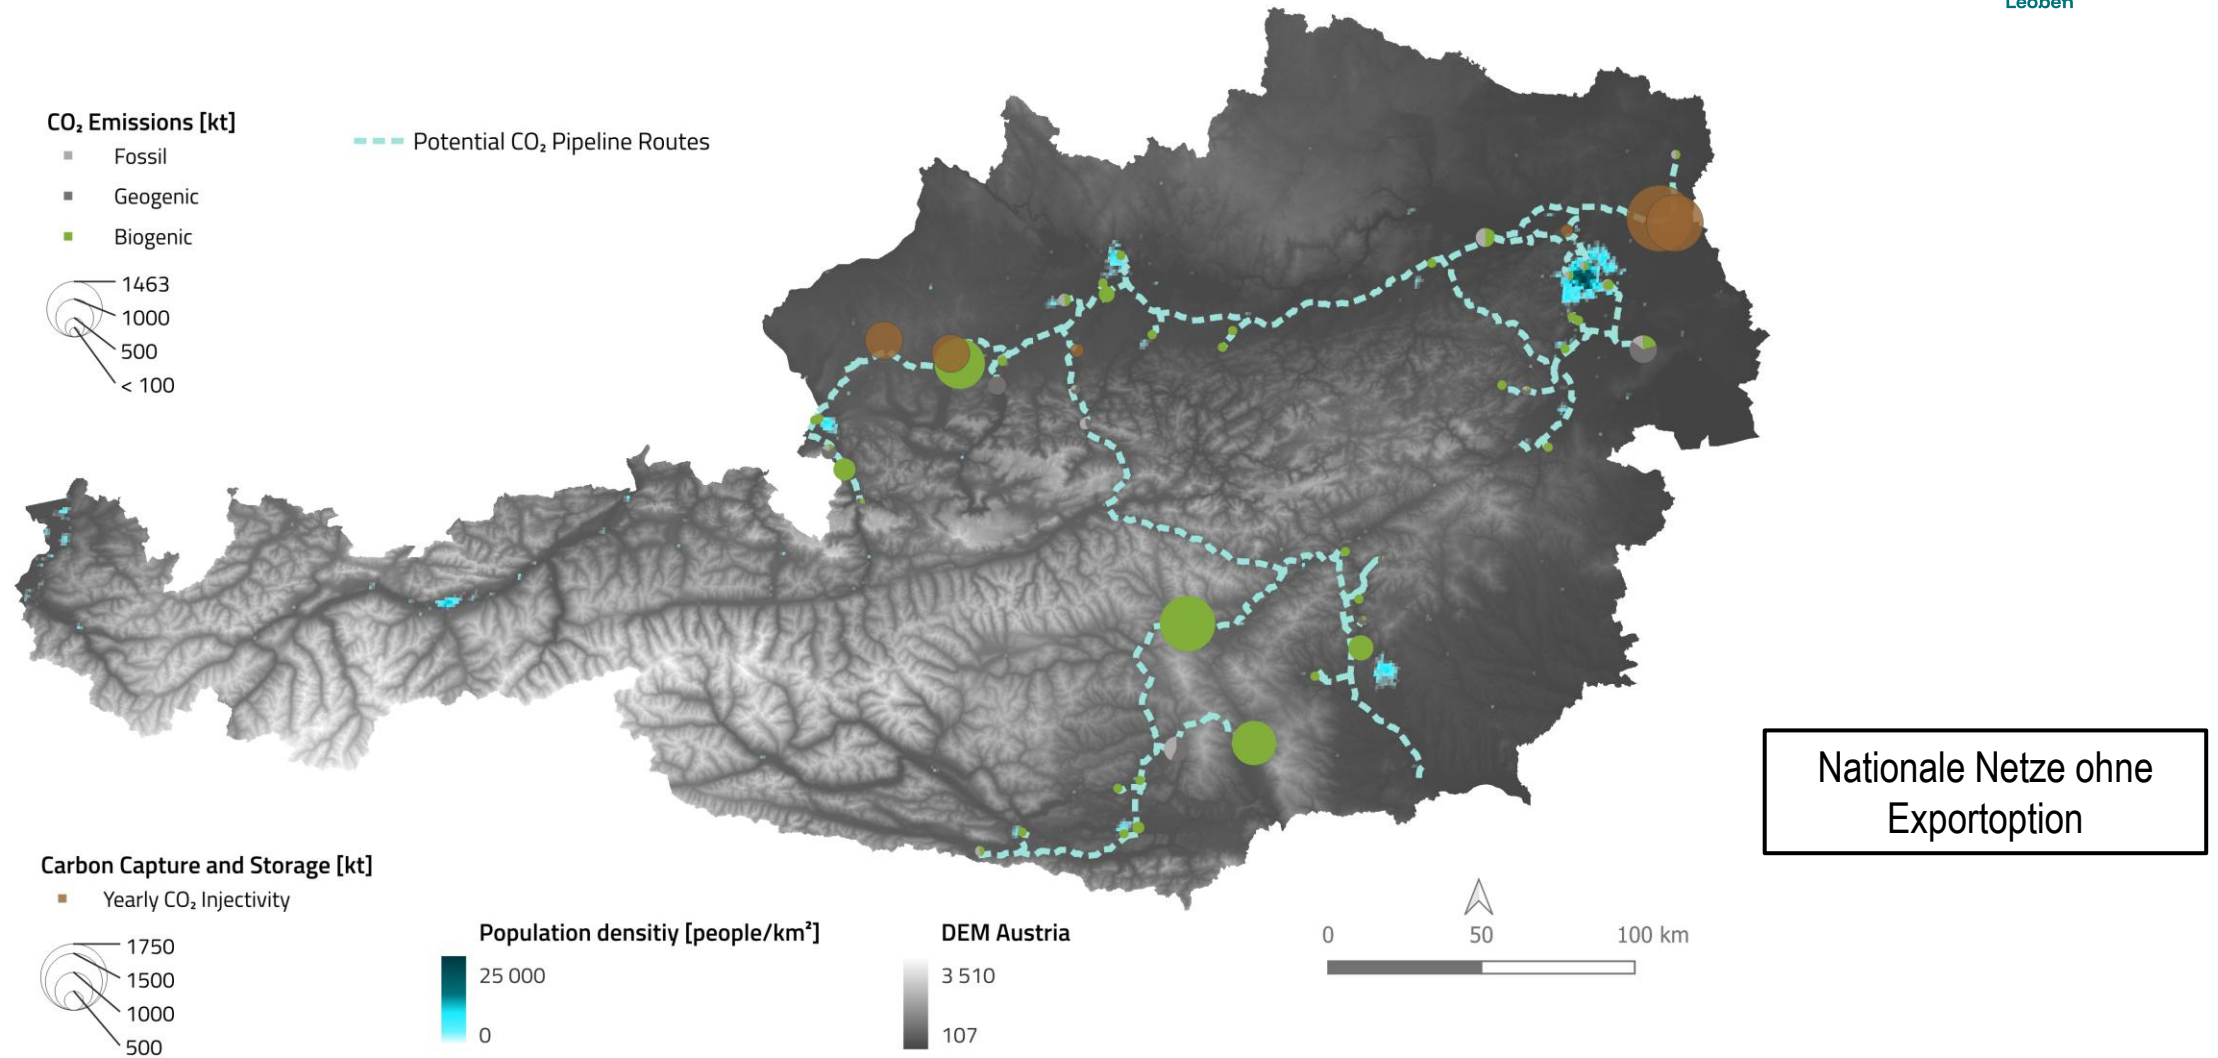 Leoben
CO₂ Emissions [kt]
Fossil
Geogenic
Biogenic
1463
1000
500
< 100
Potential CO₂ Pipeline Routes
Nationale Netze ohne
Exportoption
Carbon Capture and Storage [kt]
Yearly CO₂ Injectivity
1750
1500
1000
500
Population densitiy [people/km²]
25 000
0
DEM Austria
3 510
107
0 50 100 km